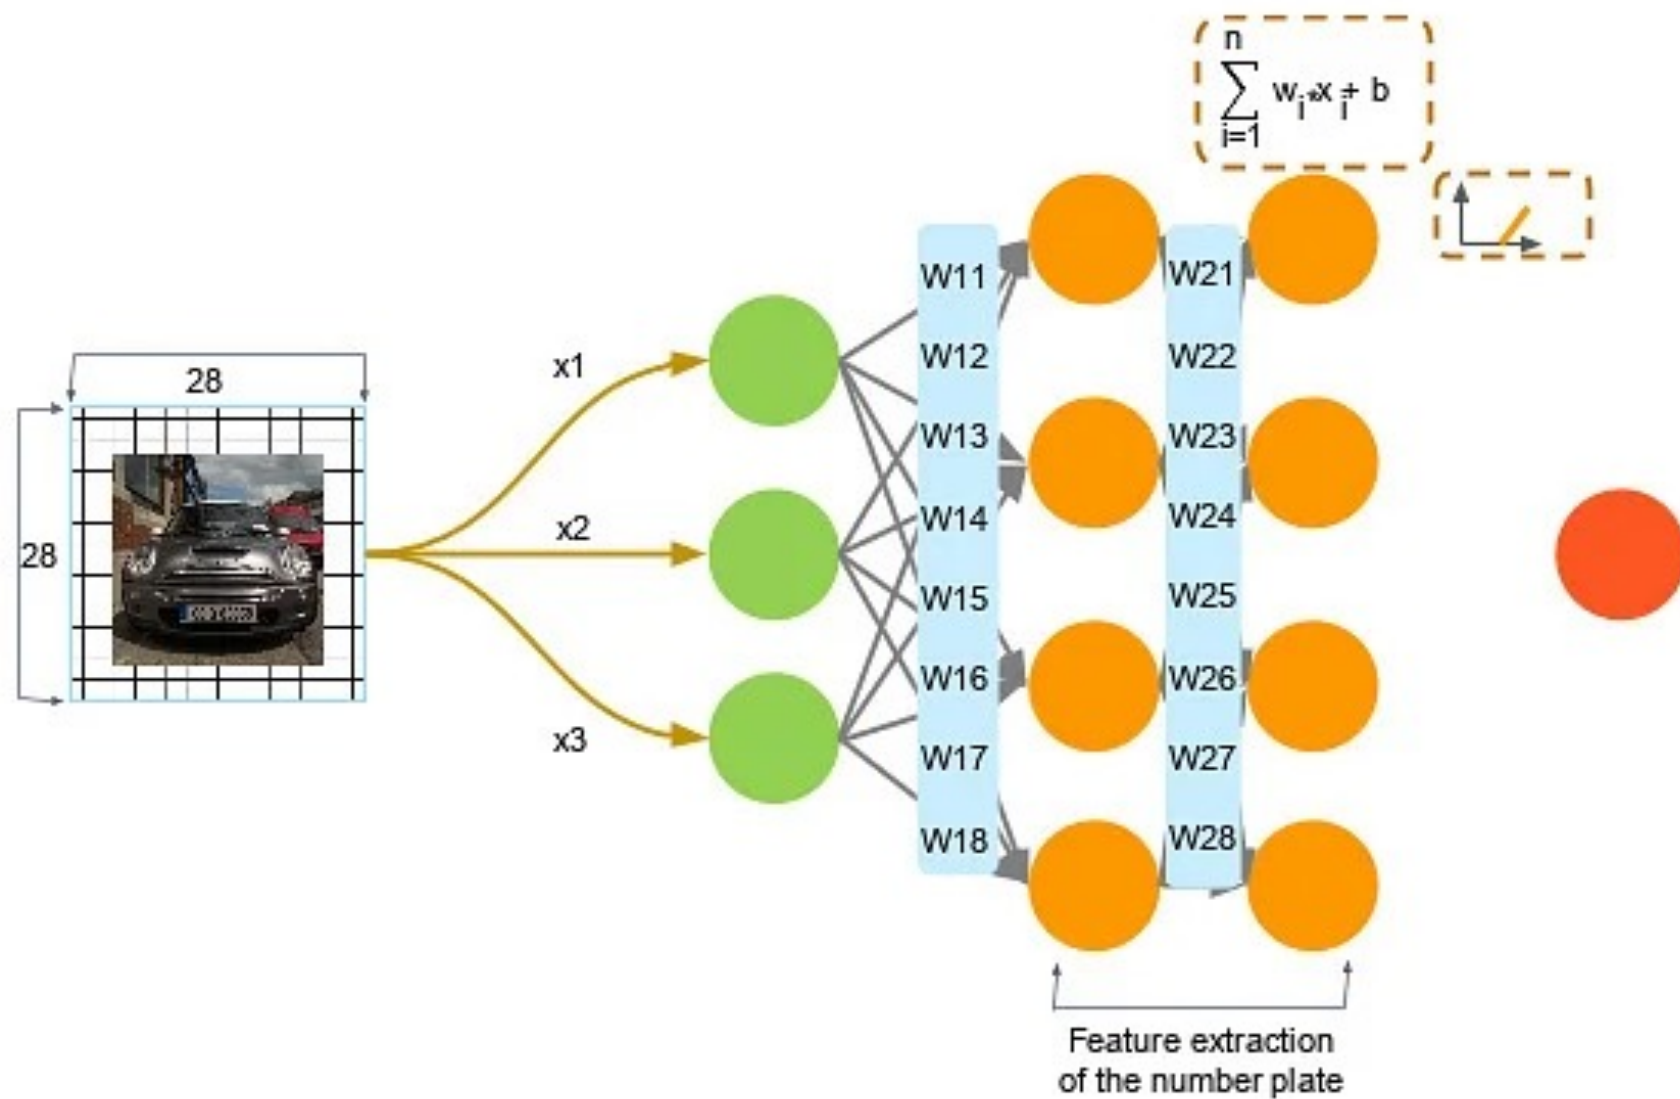 n
∑ wi*xi + b
i=1
28
28
x1
x2
x3
W11
W12
W13
W14
W15
W16
W17
W18
W21
W22
W23
W24
W25
W26
W27
W28
Feature extraction
of the number plate